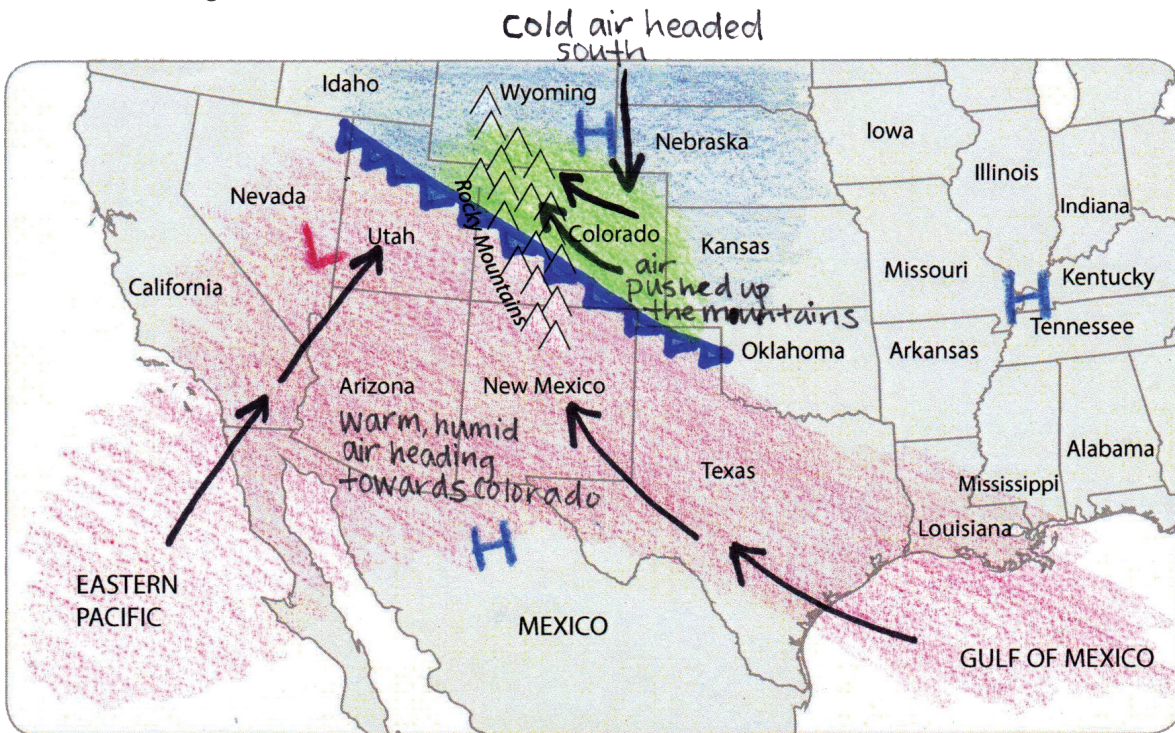 cold air headed
south
Idaho
Wyoming
Nebraska
Iowa
Illinois
Indiana
H
Nevada
Rocky Mountains
Utah
Colorado
Kansas
L
California
air
pushed up
the mountains
Missouri
Kentucky
H
Tennessee
Oklahoma
Arkansas
Arizona
New Mexico
warm, humid
air heading
towards colorado
Texas
Alabama
Mississippi
Louisiana
H
EASTERN
PACIFIC
MEXICO
GULF OF MEXICO